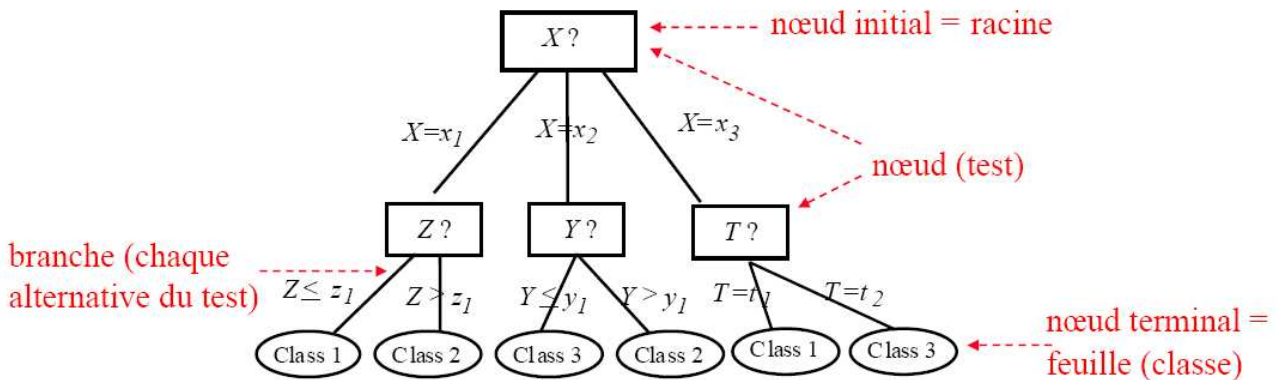 X ?
nœud initial = racine
X=x1
X=x2
X=x3
nœud (test)
Z ?
Y ?
T ?
branche (chaque
alternative du test)
Z ≤ z1
Z > z1
Y ≤ y1
Y > y1
T=t1
T=t2
Class 1
Class 2
Class 3
Class 2
Class 1
Class 3
nœud terminal =
feuille (classe)